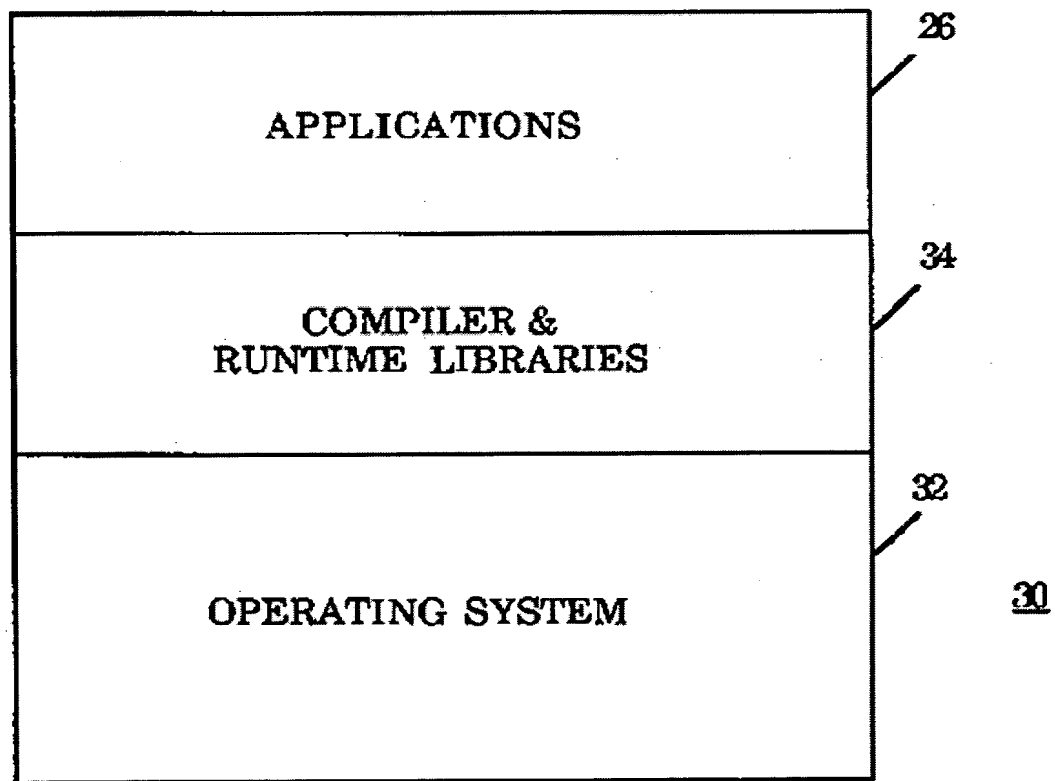 26
APPLICATIONS
34
COMPILER &
RUNTIME LIBRARIES
32
OPERATING SYSTEM
30